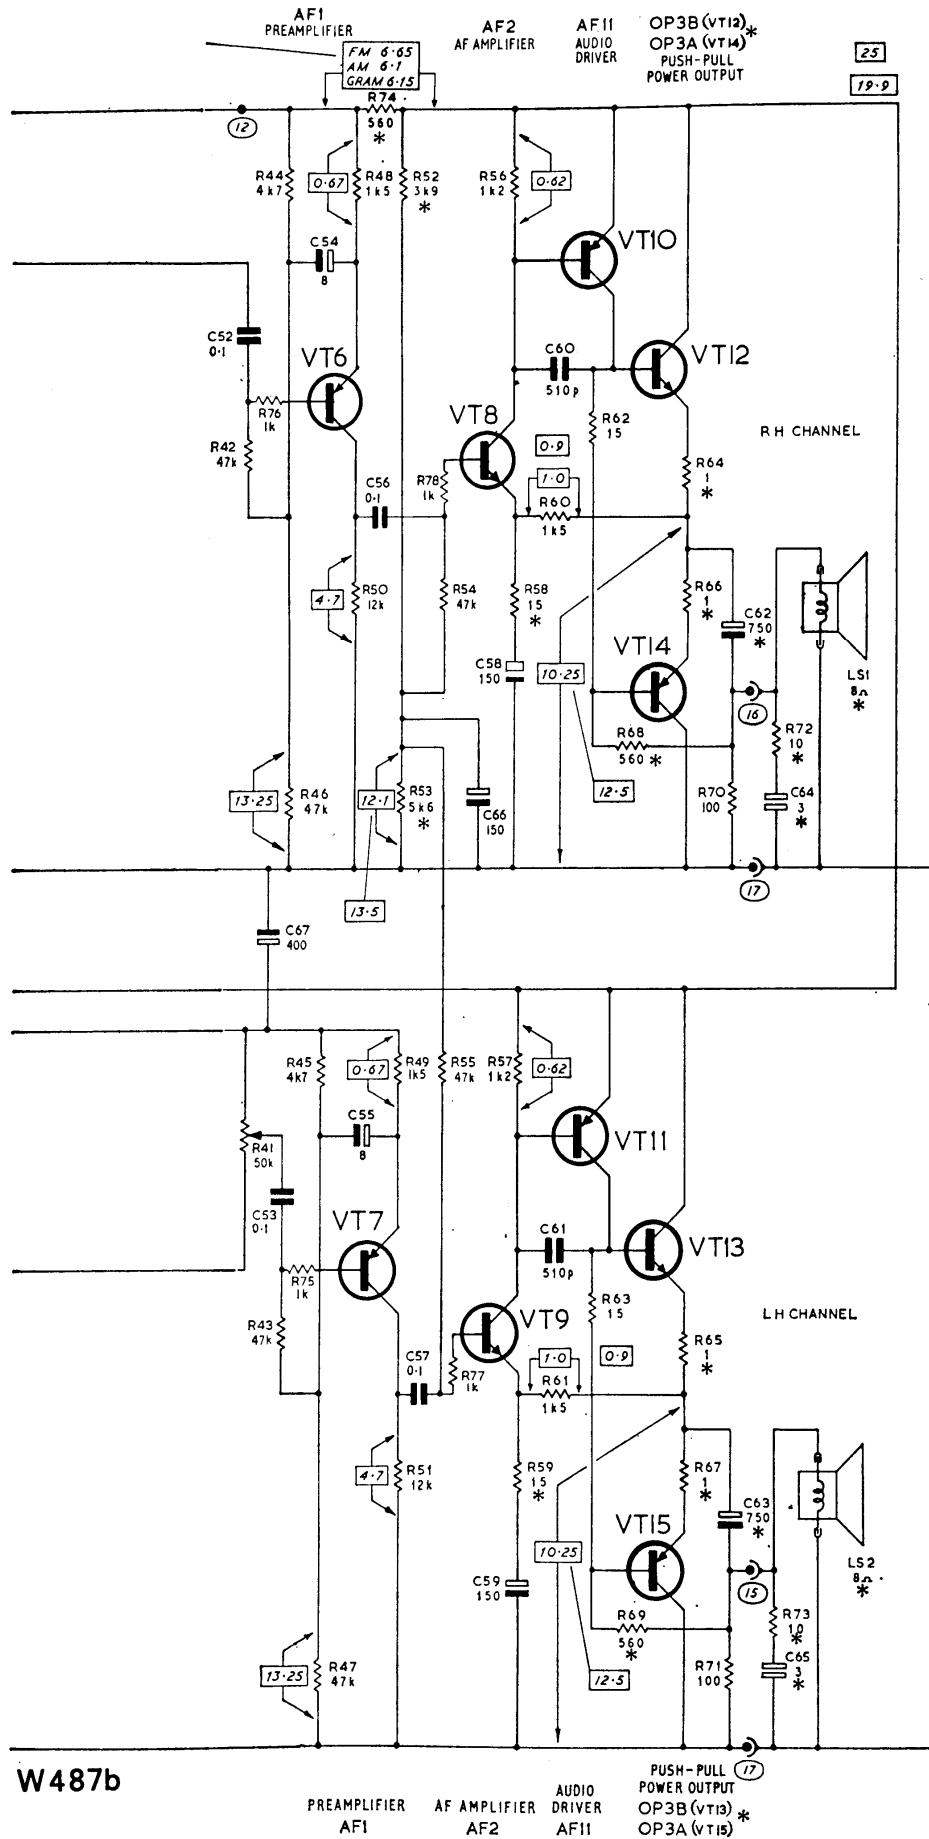 AF1
PREAMPLIFIER
AF2
AF AMPLIFIER
AF11
AUDIO
DRIVER
OP3B (VT12) *
OP3A (VT14)
PUSH-PULL
POWER OUTPUT
25
19·9
FM 6·65
AM 6·1
GRAM 6·15
12
R74
560
*
R44
4k7
0·67
R48
1k5
R52
3k9
*
R56
1k2
0·62
C54
8
VT10
C52
0·1
VT6
C60
510p
VT12
R76
1k
VT8
R62
15
R42
47k
0·9
RH CHANNEL
R78
1k
C56
0·1
1·0
R60
1k5
R64
1
*
4·7
R50
12k
R54
47k
R58
15
*
R66
1
*
C62
750
*
C58
150
10·25
VT14
LS1
8Ω
*
16
R68
560 *
R72
10
*
13·25
R46
47k
12·1
R53
5k6
*
C66
150
12·5
R70
100
C64
3
*
13·5
17
C67
400
R45
4k7
0·67
R49
1k5
R55
47k
R57
1k2
0·62
R41
50k
C55
8
VT11
C53
0·1
VT7
C61
510p
VT13
R75
1k
R63
15
R43
47k
VT9
LH CHANNEL
C57
0·1
R77
1k
1·0
R61
1k5
0·9
R65
1
*
4·7
R51
12k
R59
15
*
R67
1
*
C63
750
*
10·25
VT15
LS2
8Ω
*
C59
150
15
R69
560
*
R73
10
*
13·25
R47
47k
12·5
R71
100
C65
3
*
W487b
17
PREAMPLIFIER
AF1
AF AMPLIFIER
AF2
AUDIO
DRIVER
AF11
PUSH-PULL
POWER OUTPUT
OP3B (VT13) *
OP3A (VT15)